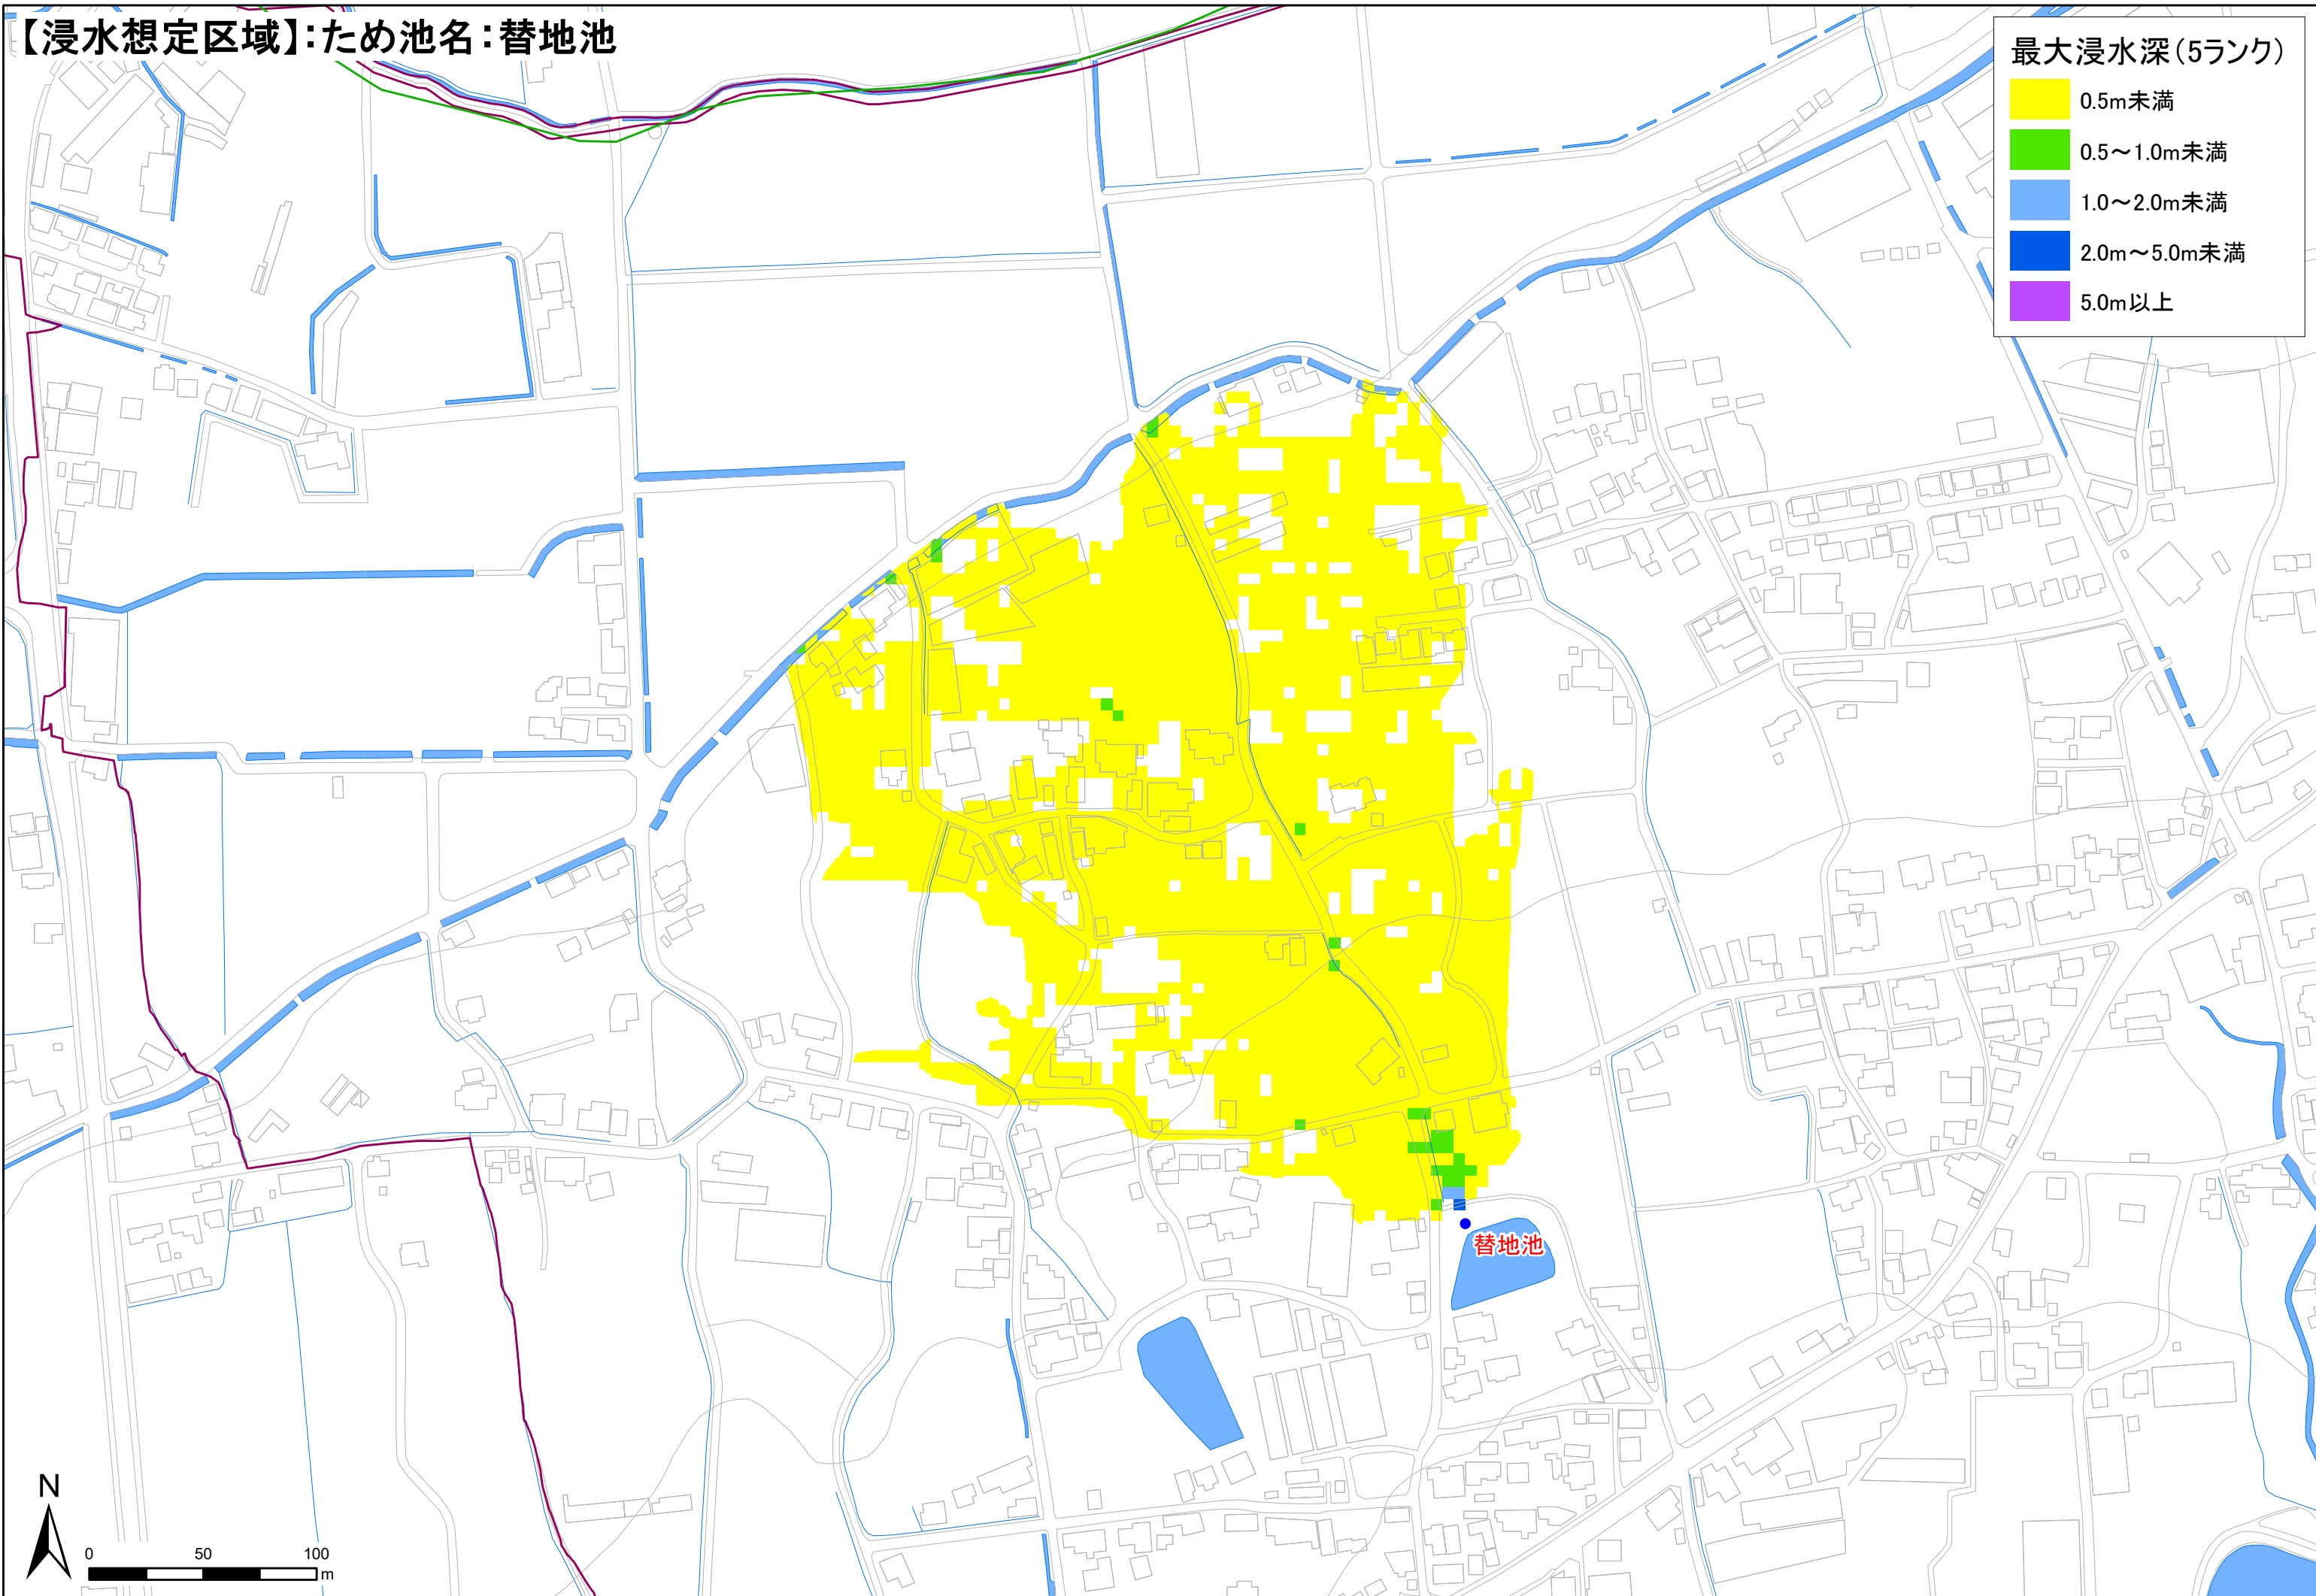 【浸水想定区域】:ため池名:替地池
最大浸水深(5ランク)
0.5m未満
0.5～1.0m未満
1.0～2.0m未満
2.0m～5.0m未満
5.0m以上
替地池
N
0 50 100
m